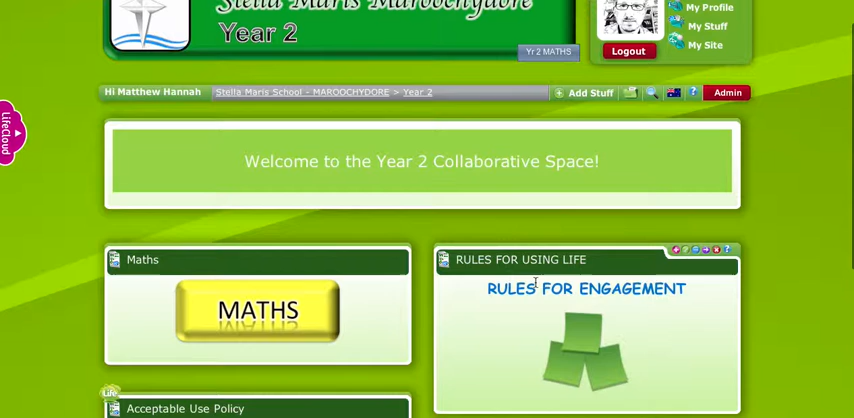 Stella Maris Maroochydore
Year 2
Yr 2 MATHS
My Profile
My Stuff
My Site
Logout
LifeCloud
Hi Matthew Hannah
Stella Maris School - MAROOCHYDORE > Year 2
Add Stuff
?
Admin
Welcome to the Year 2 Collaborative Space!
Maths
MATHS
RULES FOR USING LIFE
RULES FOR ENGAGEMENT
Life
Acceptable Use Policy